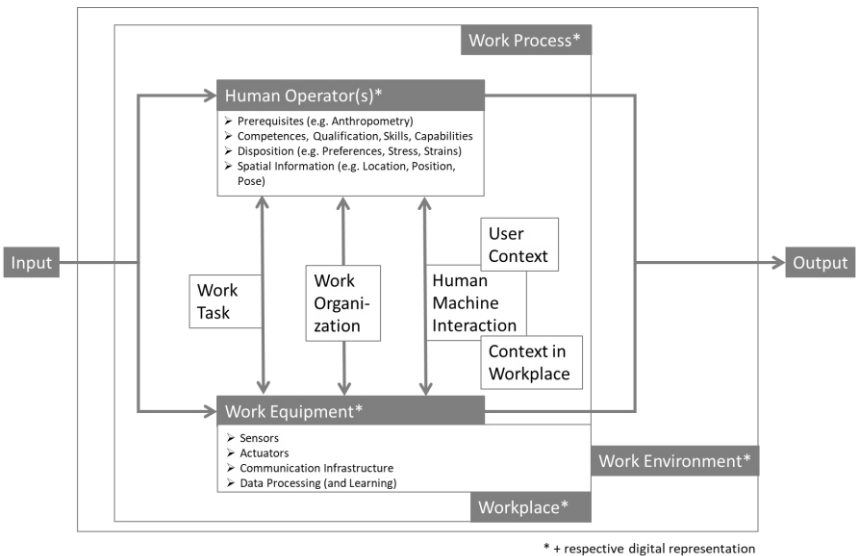 Work Process*
Human Operator(s)*
➢ Prerequisites (e.g. Anthropometry)
➢ Competences, Qualification, Skills, Capabilities
➢ Disposition (e.g. Preferences, Stress, Strains)
➢ Spatial Information (e.g. Location, Position,
Pose)
Input
Output
Work
Task
Work
Organi-
zation
Human
Machine
Interaction
User
Context
Context in
Workplace
Work Equipment*
➢ Sensors
➢ Actuators
➢ Communication Infrastructure
➢ Data Processing (and Learning)
Work Environment*
Workplace*
* + respective digital representation